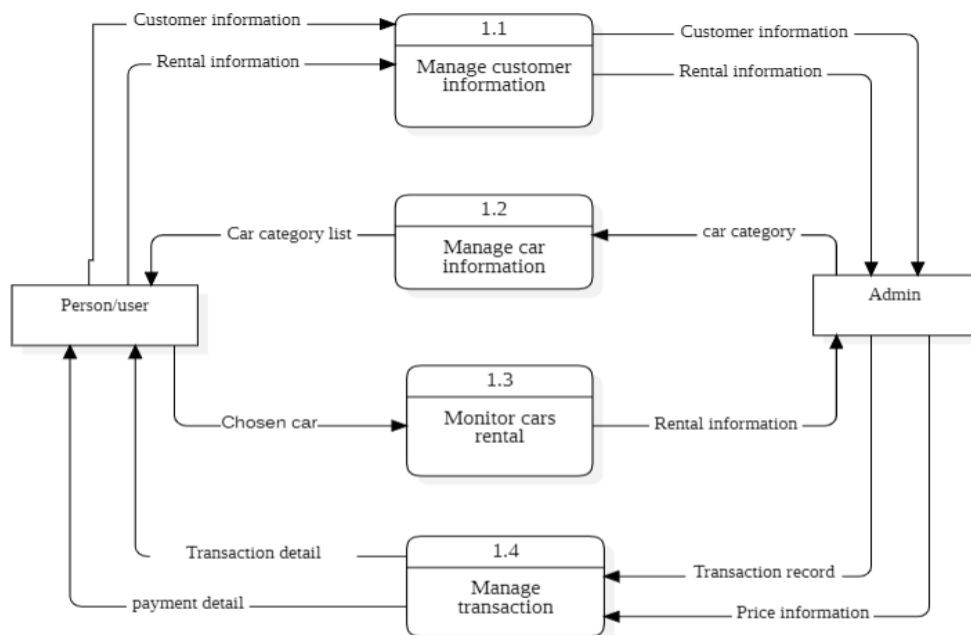 Customer information
1.1
Customer information
Rental information
Manage customer
information
Rental information
1.2
Car category list
Manage car
information
car category
Person/user
Admin
1.3
Chosen car
Monitor cars
rental
Rental information
1.4
Transaction detail
Manage
transaction
Transaction record
payment detail
Price information